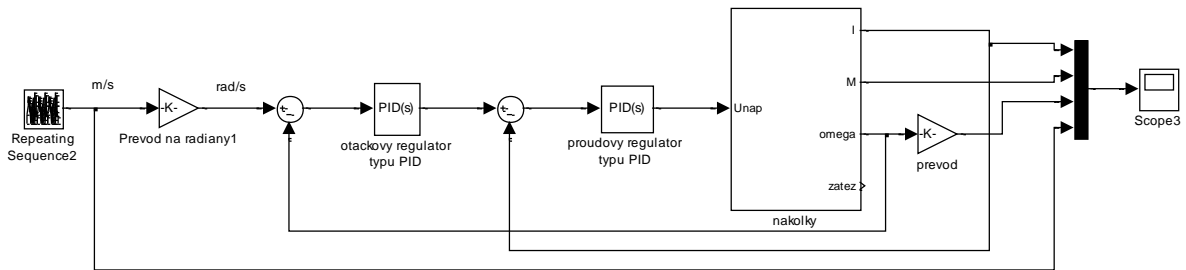 m/s
rad/s
-K-
PID(s)
PID(s)
Unap
I
M
omega
zatez
-K-
Repeating
Sequence2
Prevod na radiany1
otackovy regulator
typu PID
proudovy regulator
typu PID
nakolky
prevod
Scope3